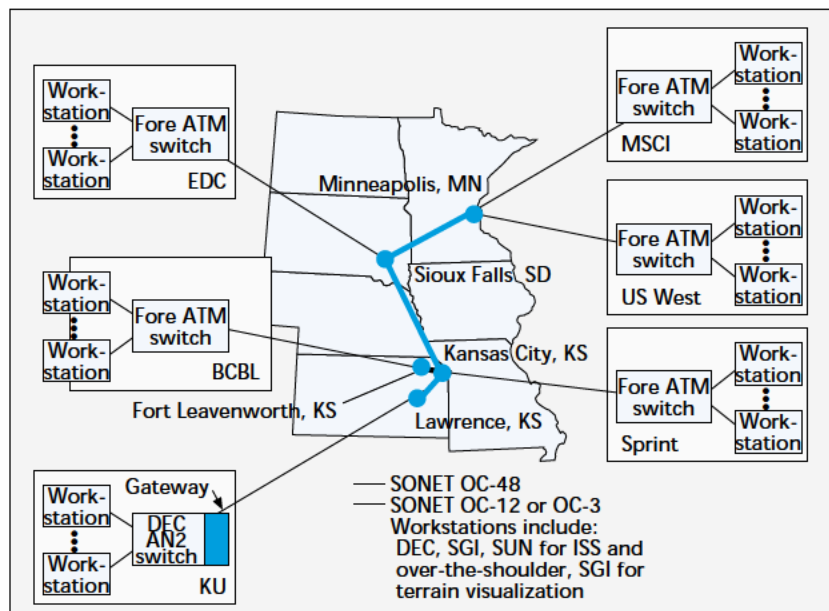 Work-
station
Work-
station
Fore ATM
switch
EDC
Work-
station
Work-
station
Fore ATM
switch
BCBL
Gateway
Work-
station
Work-
station
DEC
AN2
switch
KU
Minneapolis, MN
Sioux Falls, SD
Kansas City, KS
Fort Leavenworth, KS
Lawrence, KS
Fore ATM
switch
Work-
station
Work-
station
MSCI
Fore ATM
switch
Work-
station
Work-
station
US West
Fore ATM
switch
Work-
station
Work-
station
Sprint
SONET OC-48
SONET OC-12 or OC-3
Workstations include:
DEC, SGI, SUN for ISS and
over-the-shoulder, SGI for
terrain visualization